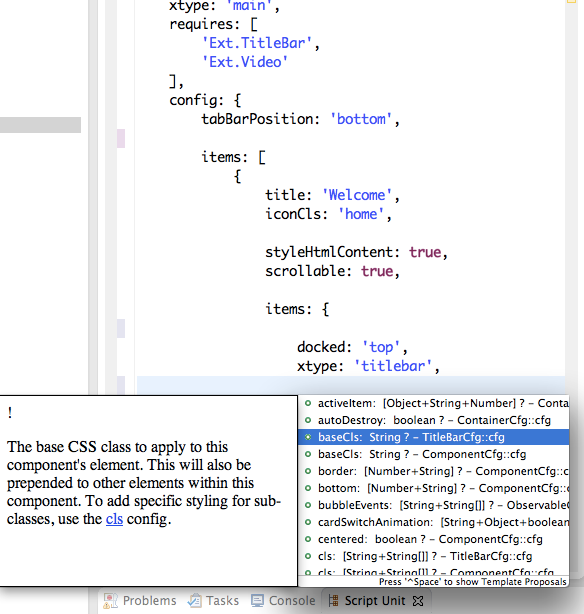 xtype: 'main',
requires: [
'Ext.TitleBar',
'Ext.Video'
],
config: {
tabBarPosition: 'bottom',
items: [
{
title: 'Welcome',
iconCls: 'home',
styleHtmlContent: true,
scrollable: true,
items: {
docked: 'top',
xtype: 'titlebar',
!
The base CSS class to apply to this
component's element. This will also be
prepended to other elements within this
component. To add specific styling for sub-
classes, use the cls config.
activeItem: [Object+String+Number] ? - Conta
autoDestroy: boolean ? - ContainerCfg::cfg
baseCls: String ? - TitleBarCfg::cfg
baseCls: String ? - ComponentCfg::cfg
border: [Number+String] ? - ComponentCfg::c
bottom: [Number+String] ? - ComponentCfg::c
bubbleEvents: [String+String[]] ? - Observable
cardSwitchAnimation: [String+Object+boolean
centered: boolean ? - ComponentCfg::cfg
cls: [String+String[]] ? - TitleBarCfg::cfg
cls: [String+String[]] ? - ComponentCfg::cfg
Press '^Space' to show Template Proposals
Problems Tasks Console Script Unit